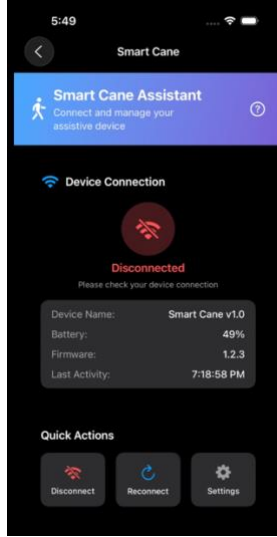 5:49
Smart Cane
Smart Cane Assistant
Connect and manage your
assistive device
Device Connection
Disconnected
Please check your device connection
Device Name: Smart Cane v1.0
Battery: 49%
Firmware: 1.2.3
Last Activity: 7:18:58 PM
Quick Actions
Disconnect Reconnect Settings